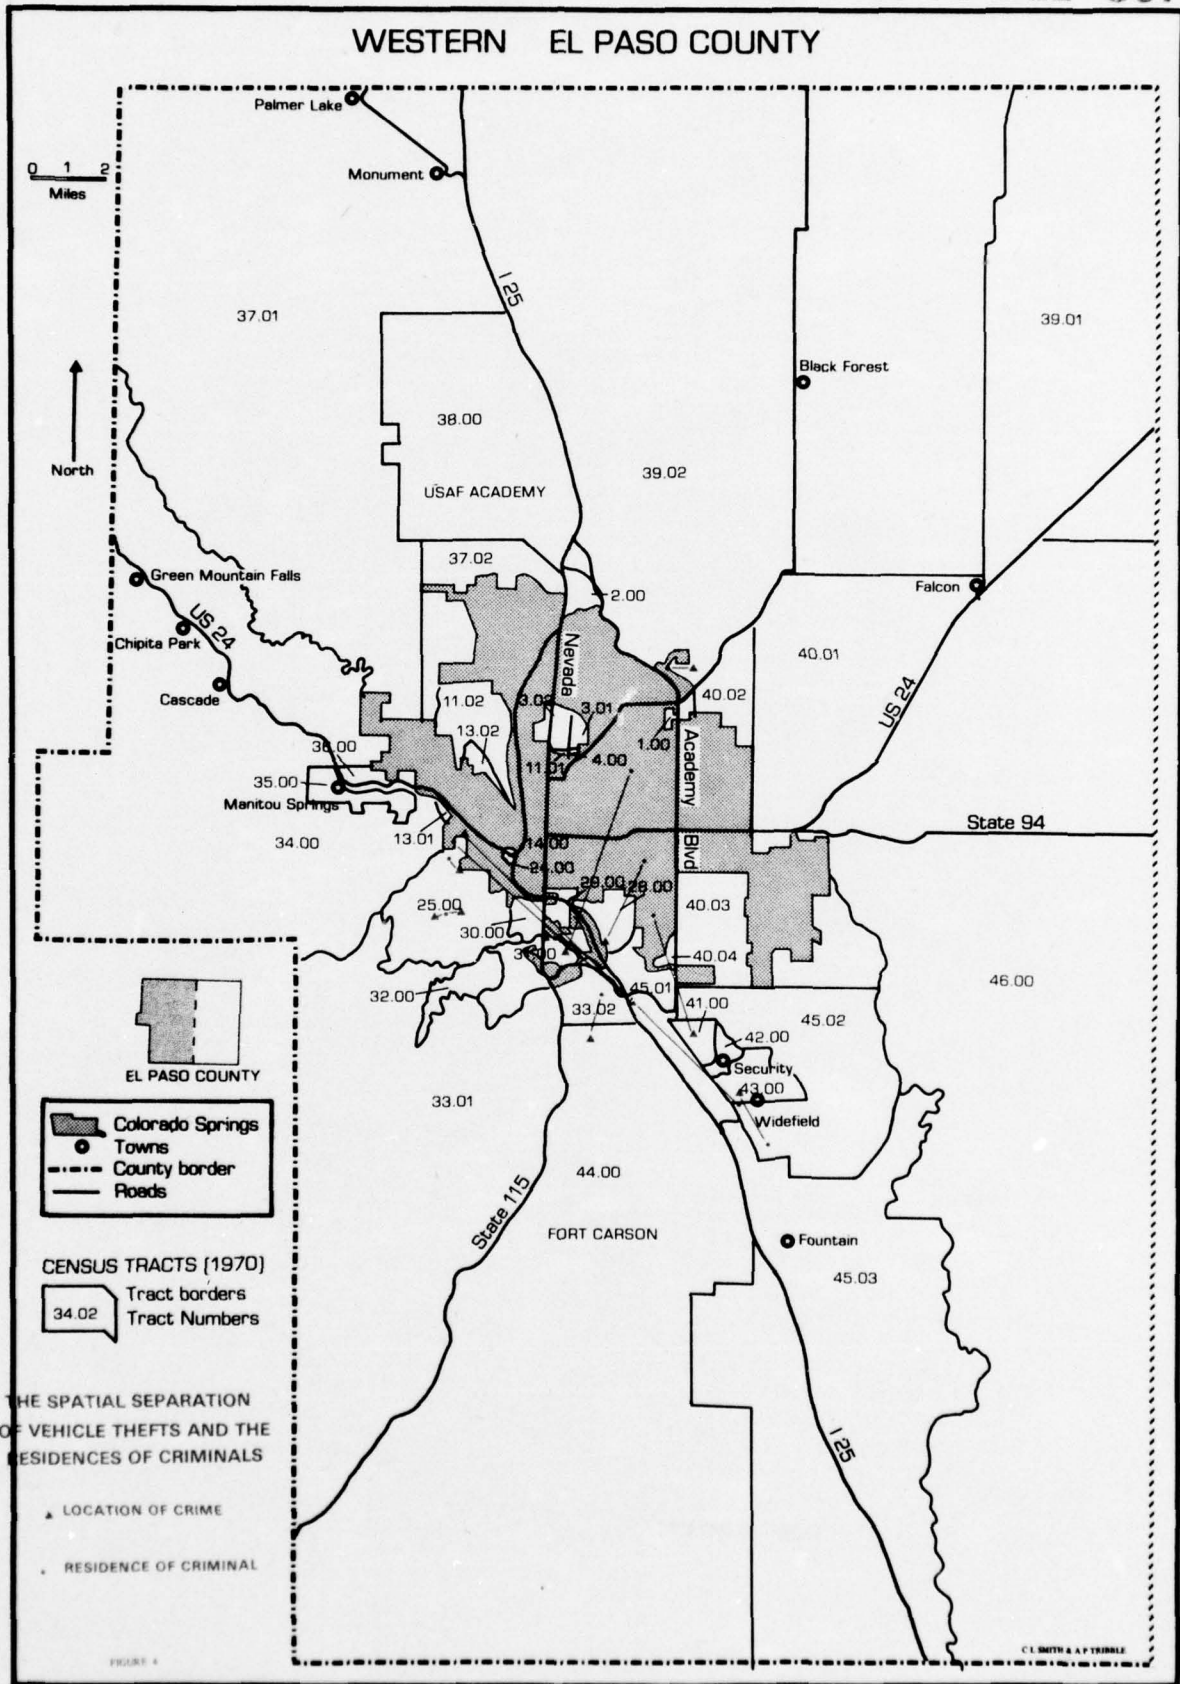 WESTERN EL PASO COUNTY
Palmer Lake
0 1 2
Miles
Monument
I 25
37.01
39.01
Black Forest
38.00
North
39.02
USAF ACADEMY
37.02
Green Mountain Falls
Falcon
2.00
US 24
Chipita Park
Nevada
40.01
Cascade
40.02
11.02
3.02
3.01
US 24
13.02
1.00
Academy Blvd
36.00
11.01
4.00
35.00
Manitou Springs
State 94
34.00
13.01
14.00
24.00
29.00
28.00
25.00
40.03
30.00
40.04
46.00
32.00
45.01
33.02
41.00
45.02
42.00
EL PASO COUNTY
Security
43.00
33.01
Widefield
Colorado Springs
Towns
County border
Roads
44.00
State 115
FORT CARSON
Fountain
45.03
CENSUS TRACTS (1970)
Tract borders
34.02
Tract Numbers
THE SPATIAL SEPARATION
OF VEHICLE THEFTS AND THE
RESIDENCES OF CRIMINALS
I 25
LOCATION OF CRIME
RESIDENCE OF CRIMINAL
FIGURE 4
C L SMITH & A P TRIBBLE